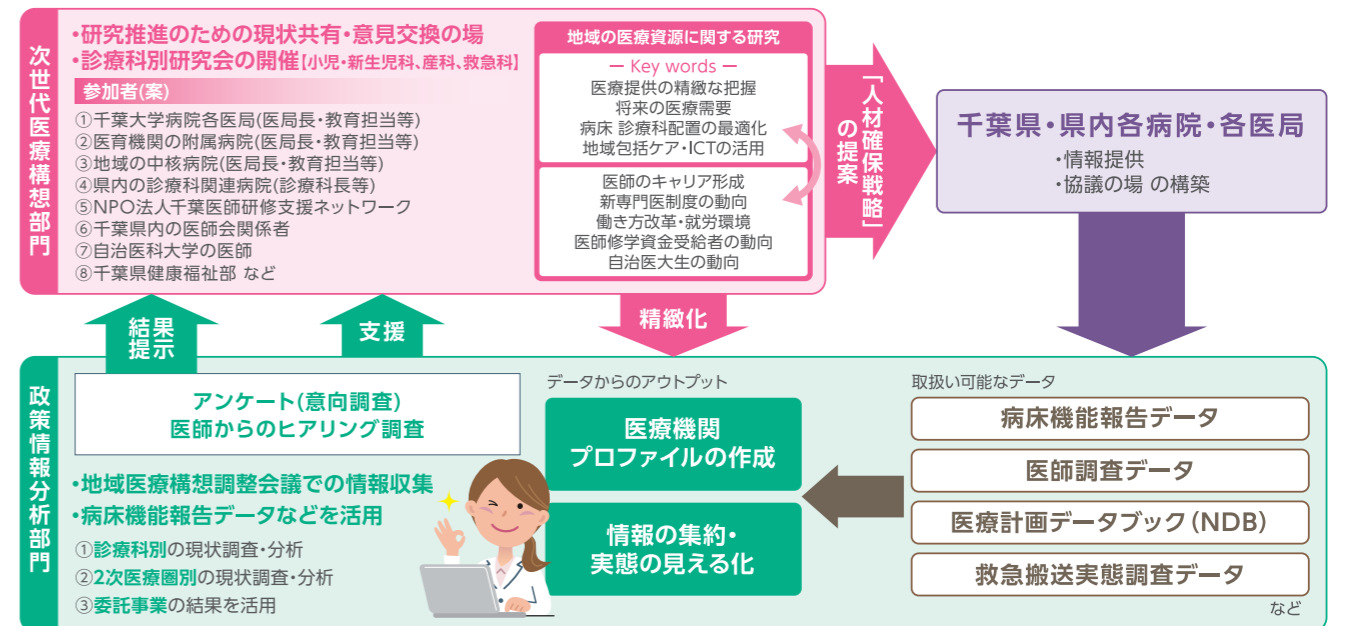 次世代医療構想部門
・研究推進のための現状共有・意見交換の場
・診療科別研究会の開催【小児・新生児科、産科、救急科】
参加者(案)
①千葉大学病院各医局(医局長・教育担当等)
②医育機関の附属病院(医局長・教育担当等)
③地域の中核病院(医局長・教育担当等)
④県内の診療科関連病院(診療科長等)
⑤NPO法人千葉医師研修支援ネットワーク
⑥千葉県内の医師会関係者
⑦自治医科大学の医師
⑧千葉県健康福祉部 など
地域の医療資源に関する研究
― Key words ―
医療提供の精緻な把握
将来の医療需要
病床 診療科配置の最適化
地域包括ケア・ICTの活用
医師のキャリア形成
新専門医制度の動向
働き方改革・就労環境
医師修学資金受給者の動向
自治医大生の動向
「人材確保戦略」
の提案
千葉県・県内各病院・各医局
・情報提供
・協議の場 の構築
結果
提示
支援
精緻化
政策情報分析部門
アンケート(意向調査)
医師からのヒアリング調査
・地域医療構想調整会議での情報収集
・病床機能報告データなどを活用
①診療科別の現状調査・分析
②2次医療圏別の現状調査・分析
③委託事業の結果を活用
データからのアウトプット
医療機関
プロファイルの作成
情報の集約・
実態の見える化
取扱い可能なデータ
病床機能報告データ
医師調査データ
医療計画データブック(NDB)
救急搬送実態調査データ
など